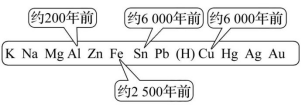 约200年前 约6 000年前 约6 000年前
K Na Mg Al Zn Fe Sn Pb (H) Cu Hg Ag Au
约2 500年前